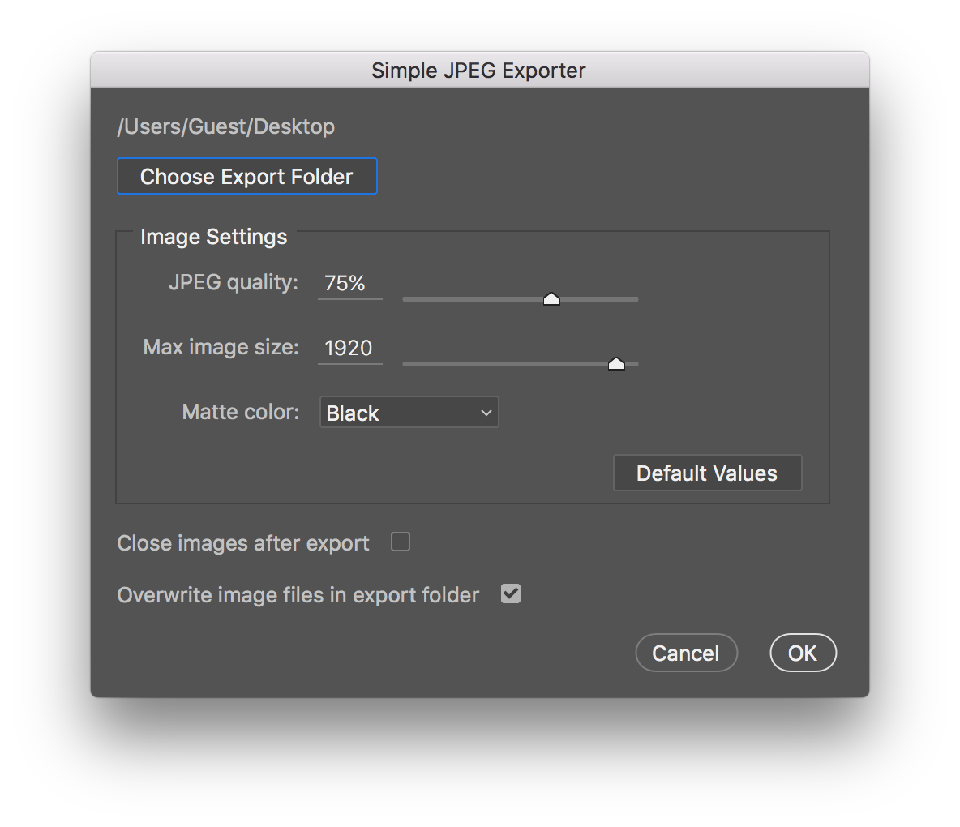 Simple JPEG Exporter
/Users/Guest/Desktop
Choose Export Folder
Image Settings
JPEG quality: 75%
Max image size: 1920
Matte color: Black
Default Values
Close images after export
Overwrite image files in export folder
Cancel OK